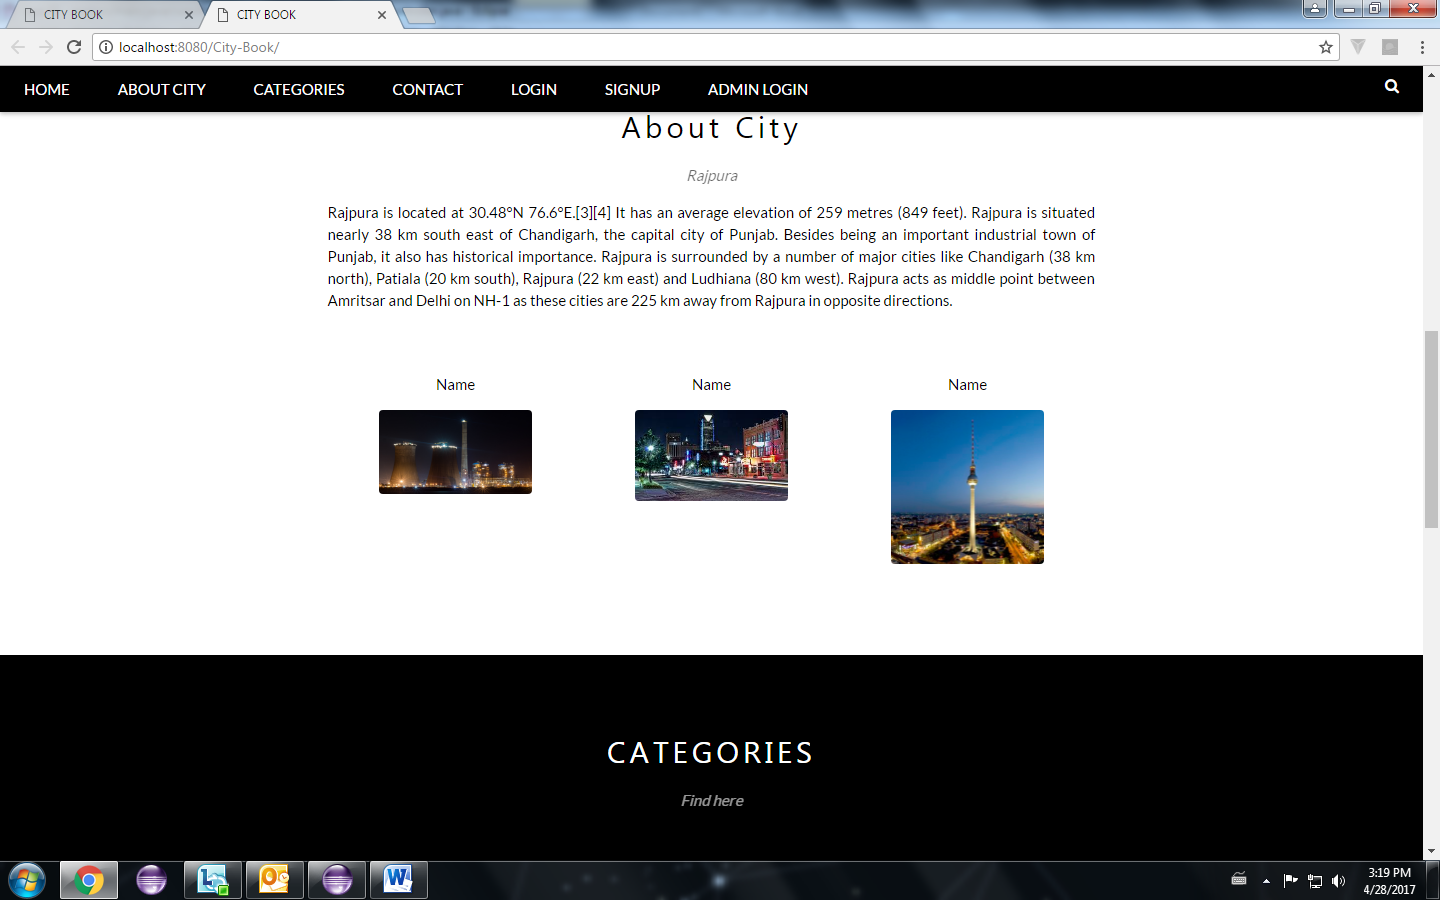 CITY BOOK
CITY BOOK
localhost:8080/City-Book/
HOME ABOUT CITY CATEGORIES CONTACT LOGIN SIGNUP ADMIN LOGIN
About City
Rajpura
Rajpura is located at 30.48°N 76.6°E.[3][4] It has an average elevation of 259 metres (849 feet). Rajpura is situated
nearly 38 km south east of Chandigarh, the capital city of Punjab. Besides being an important industrial town of
Punjab, it also has historical importance. Rajpura is surrounded by a number of major cities like Chandigarh (38 km
north), Patiala (20 km south), Rajpura (22 km east) and Ludhiana (80 km west). Rajpura acts as middle point between
Amritsar and Delhi on NH-1 as these cities are 225 km away from Rajpura in opposite directions.
Name Name Name
CATEGORIES
Find here
3:19 PM
4/28/2017